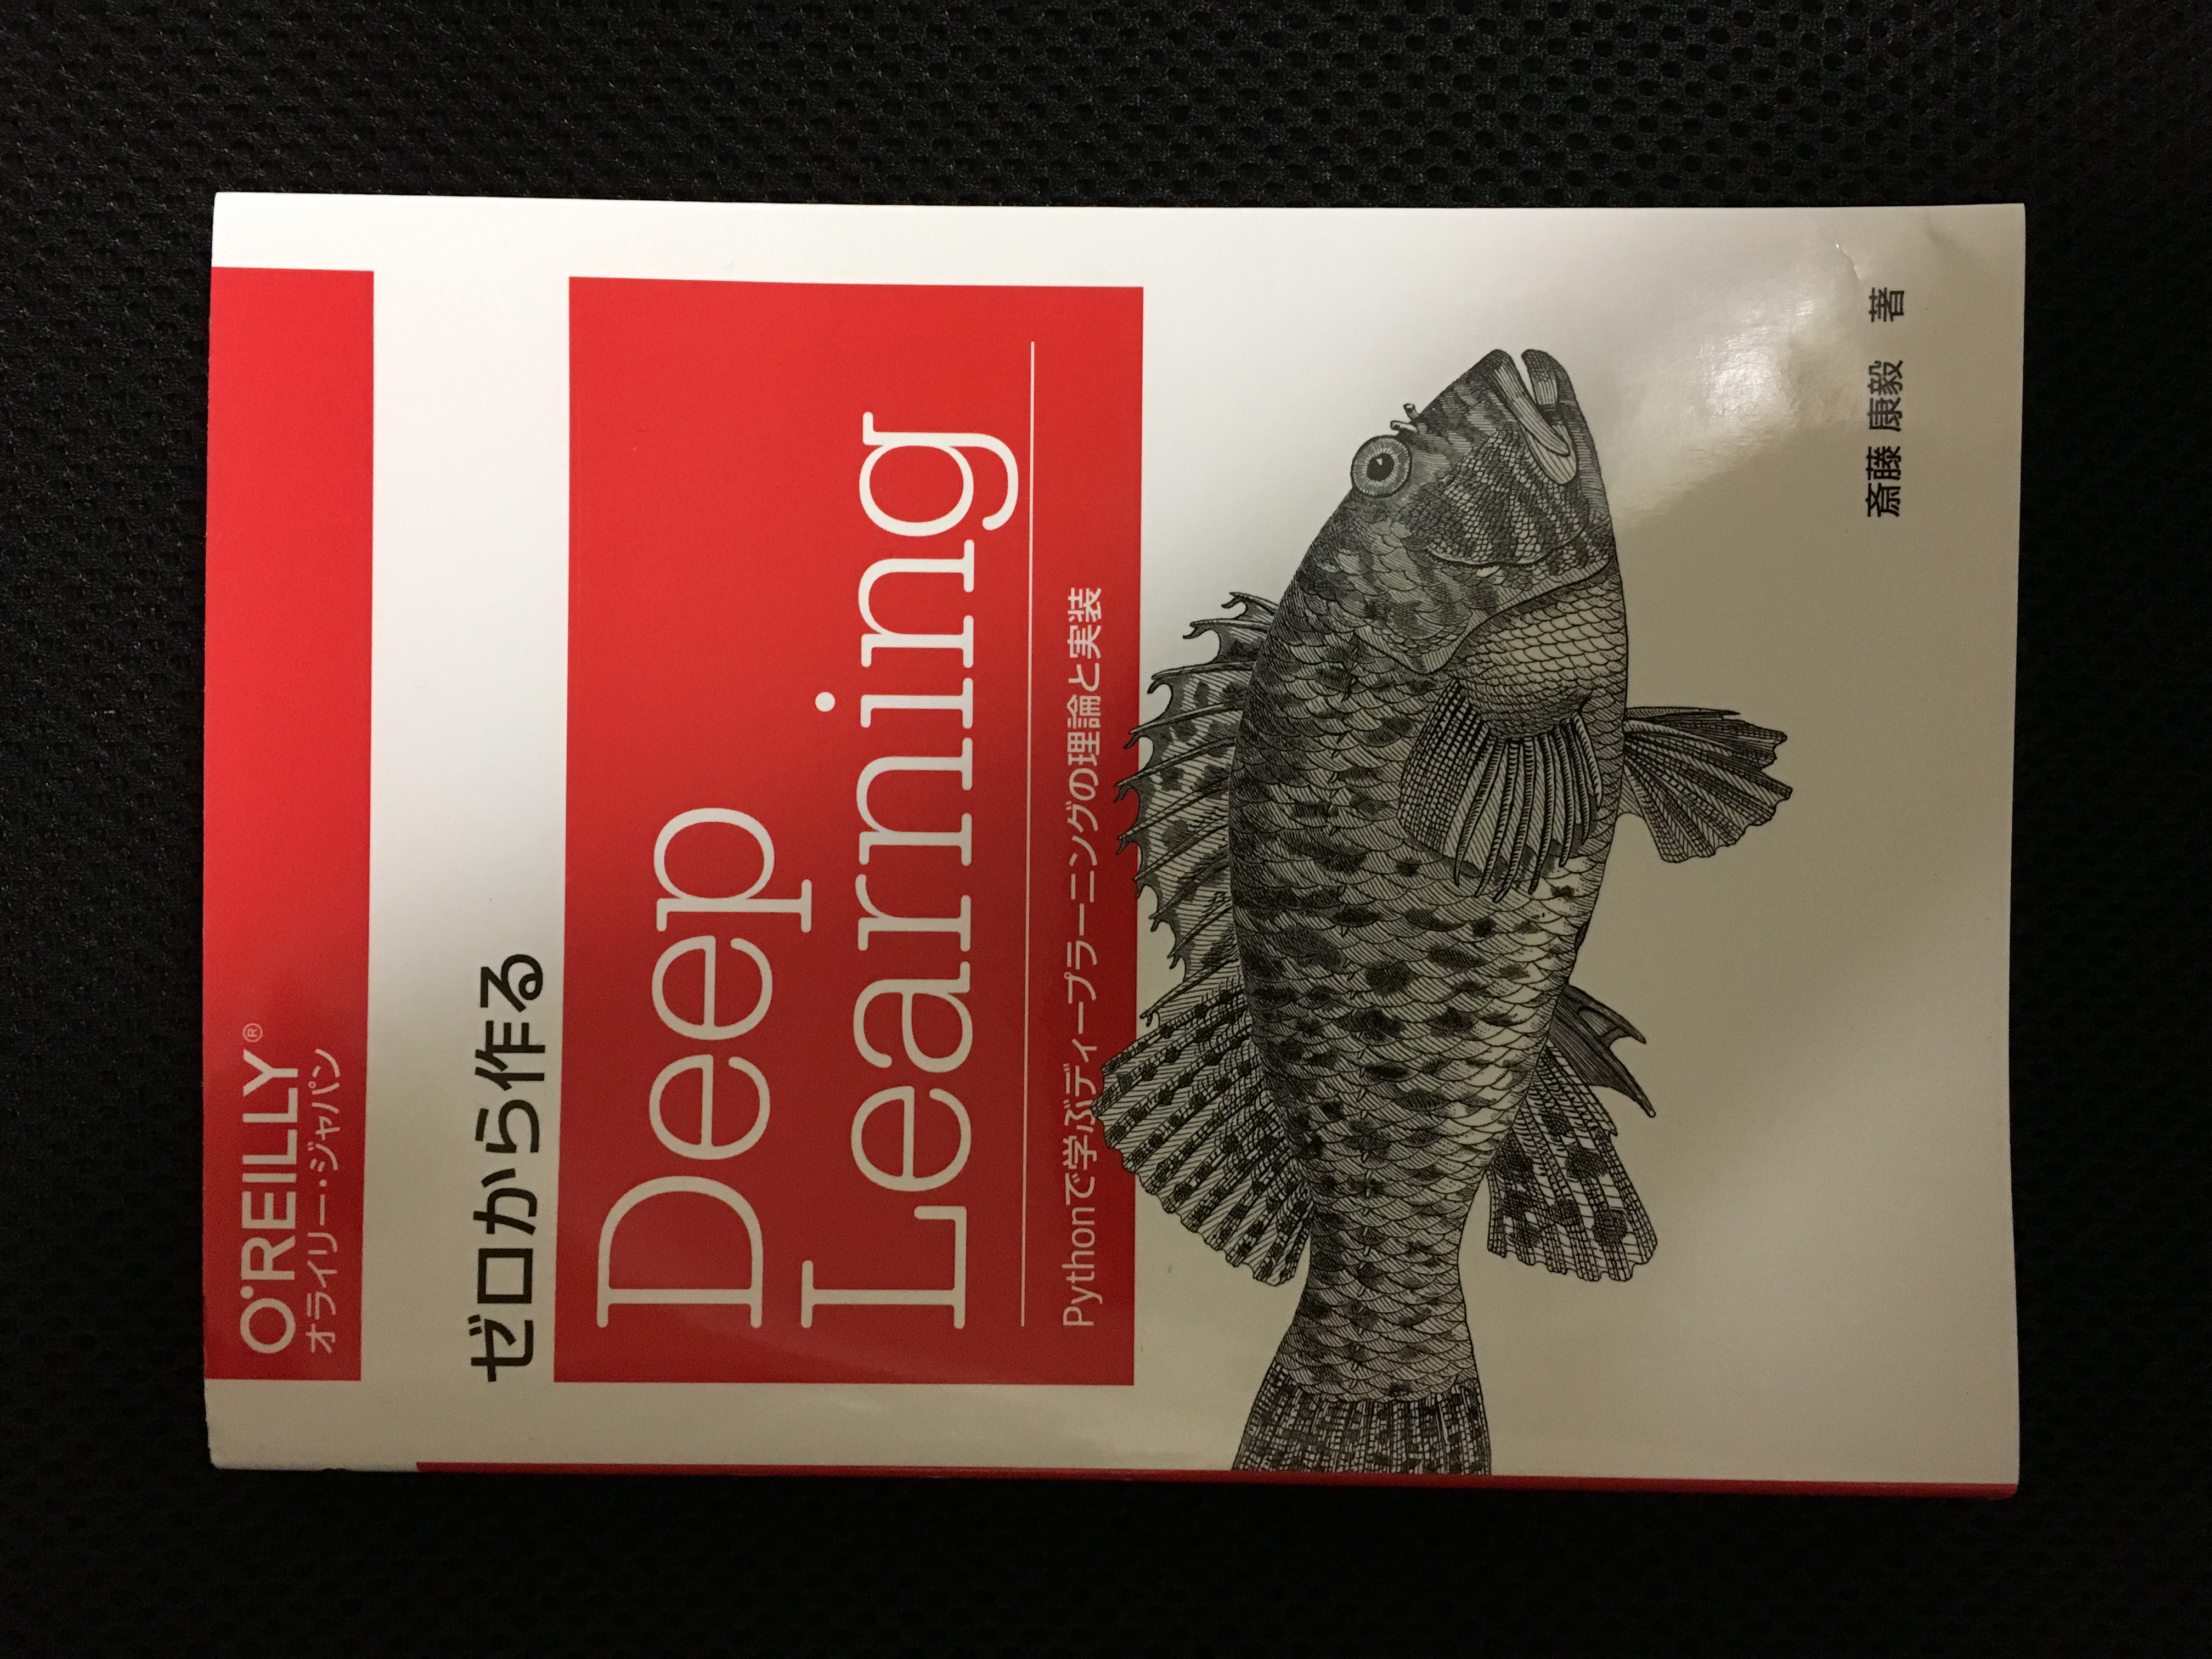 O'REILLY®
オライリー・ジャパン
ゼロから作る
Deep
Learning
Pythonで学ぶディープラーニングの理論と実装
斎藤 康毅　著